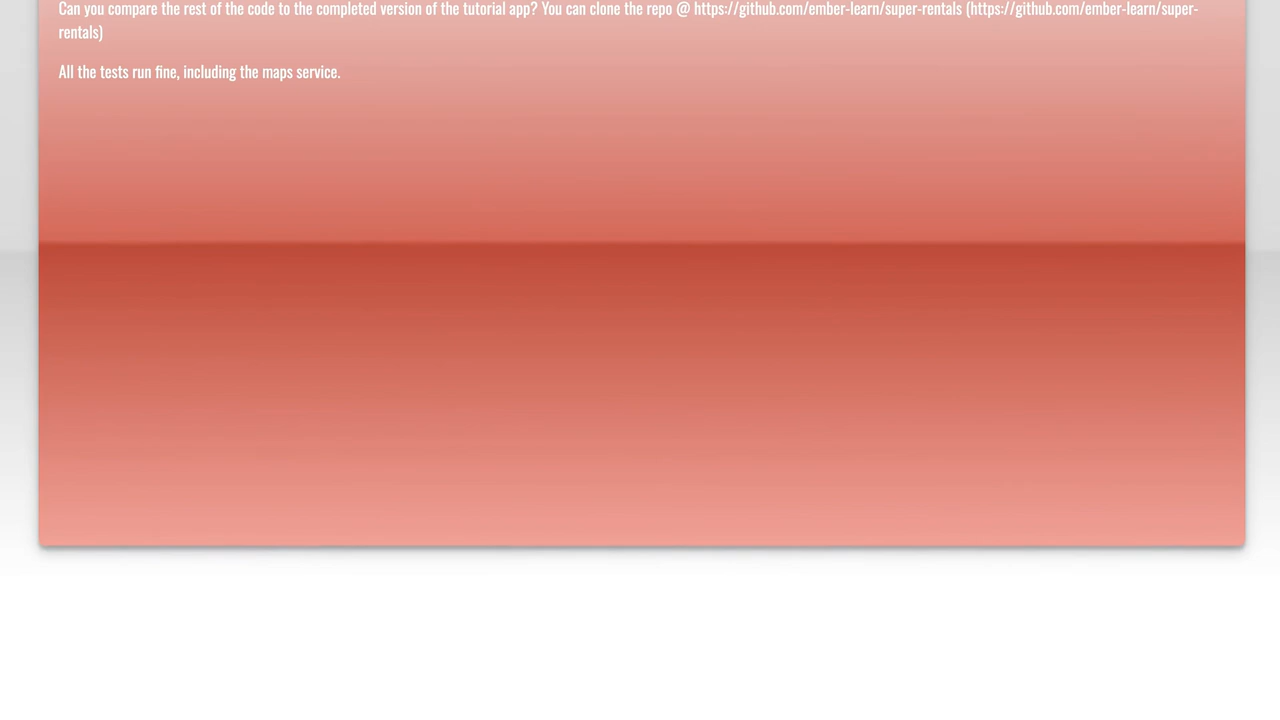 Can you compare the rest of the code to the completed version of the tutorial app? You can clone the repo @ https://github.com/ember-learn/super-rentals (https://github.com/ember-learn/super-
rentals)
All the tests run fine, including the maps service.